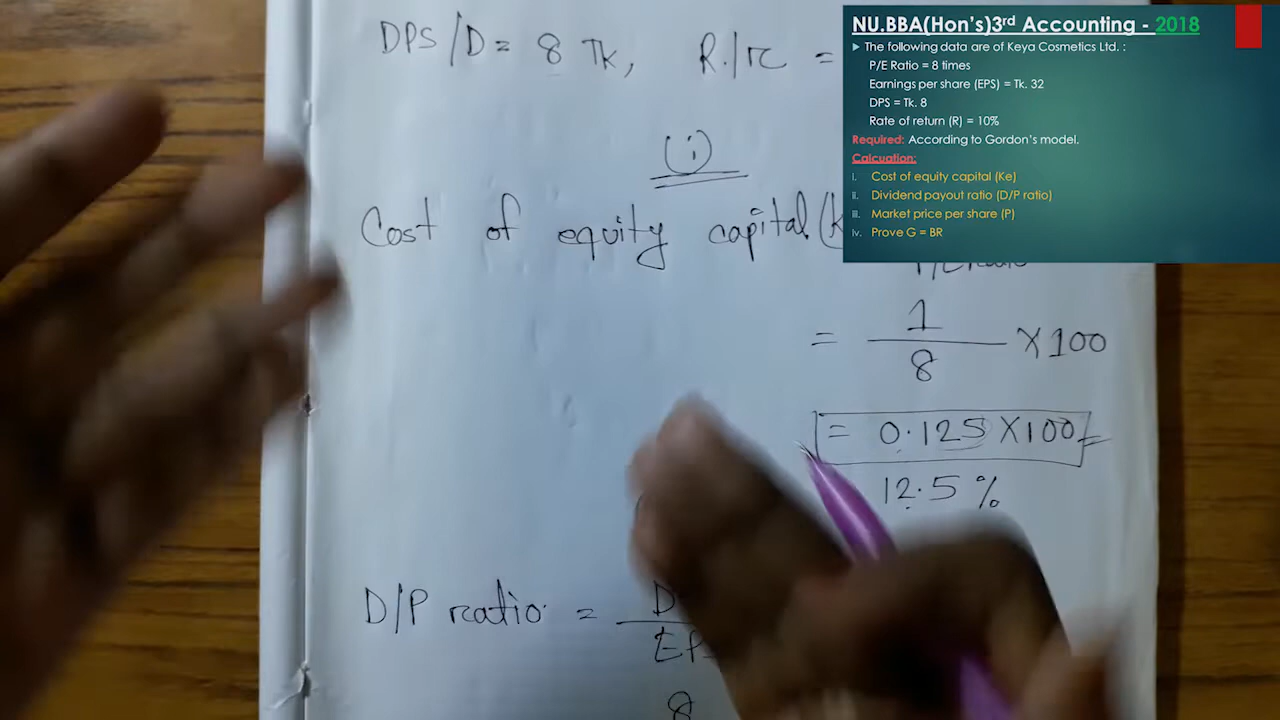 DPS/D = 8 Tk, R./r =
(i)
Cost of equity capital (K
= 1/8 × 100
= 0.125 × 100 =
12.5 %
D/P ratio =
8
NU.BBA(Hon's)3rd Accounting - 2018
The following data are of Keya Cosmetics Ltd. :
P/E Ratio = 8 times
Earnings per share (EPS) = Tk. 32
DPS = Tk. 8
Rate of return (R) = 10%
Required: According to Gordon's model.
Calcuation:
i. Cost of equity capital (Ke)
ii. Dividend payout ratio (D/P ratio)
iii. Market price per share (P)
iv. Prove G = BR